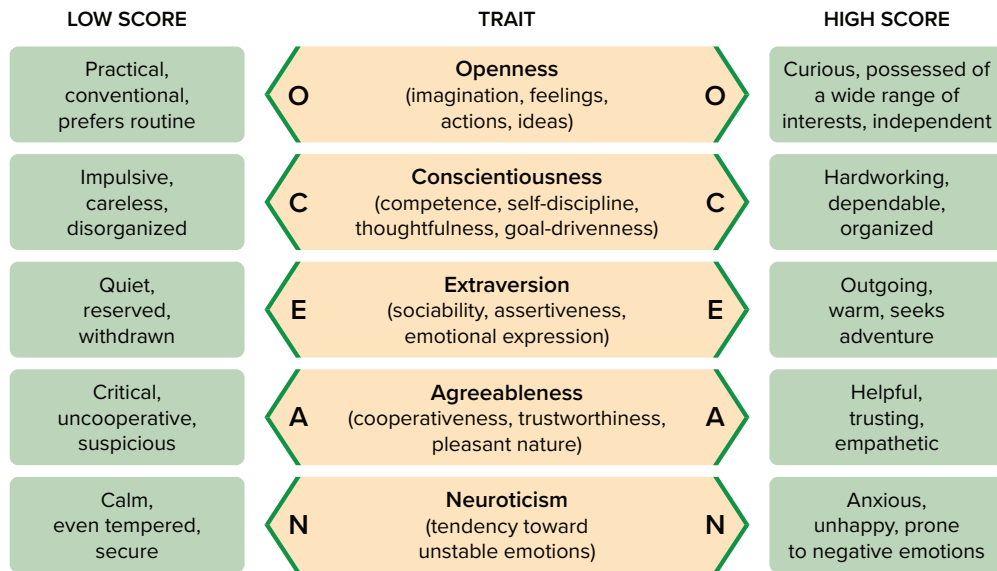 LOW SCORE
TRAIT
HIGH SCORE
Practical,
conventional,
prefers routine
O
Openness
(imagination, feelings,
actions, ideas)
O
Curious, possessed of
a wide range of
interests, independent
Impulsive,
careless,
disorganized
C
Conscientiousness
(competence, self-discipline,
thoughtfulness, goal-drivenness)
C
Hardworking,
dependable,
organized
Quiet,
reserved,
withdrawn
E
Extraversion
(sociability, assertiveness,
emotional expression)
E
Outgoing,
warm, seeks
adventure
Critical,
uncooperative,
suspicious
A
Agreeableness
(cooperativeness, trustworthiness,
pleasant nature)
A
Helpful,
trusting,
empathetic
Calm,
even tempered,
secure
N
Neuroticism
(tendency toward
unstable emotions)
N
Anxious,
unhappy, prone
to negative emotions